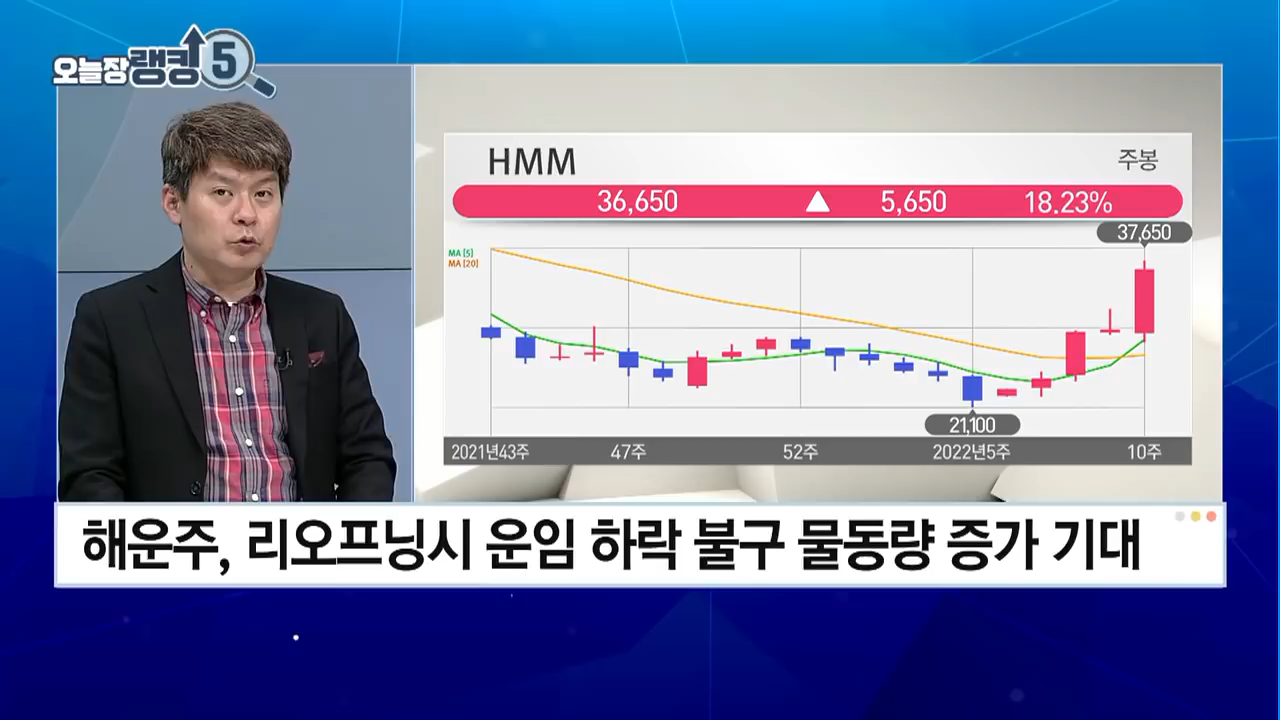 오늘장 랭킹 5
HMM
주봉
36,650 ▲ 5,650 18.23%
37,650
MA [5]
MA [20]
21,100
2021년43주 47주 52주 2022년5주 10주
해운주, 리오프닝시 운임 하락 불구 물동량 증가 기대